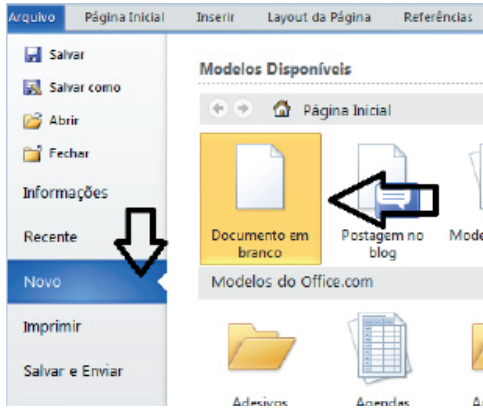 Arquivo Página Inicial Inserir Layout da Página Referências
Salvar
Salvar como
Abrir
Fechar
Informações
Recente
Novo
Imprimir
Salvar e Enviar
Modelos Disponíveis
Página Inicial
Documento em
branco
Postagem no
blog
Modelos do Office.com
Adesivos
Agendas